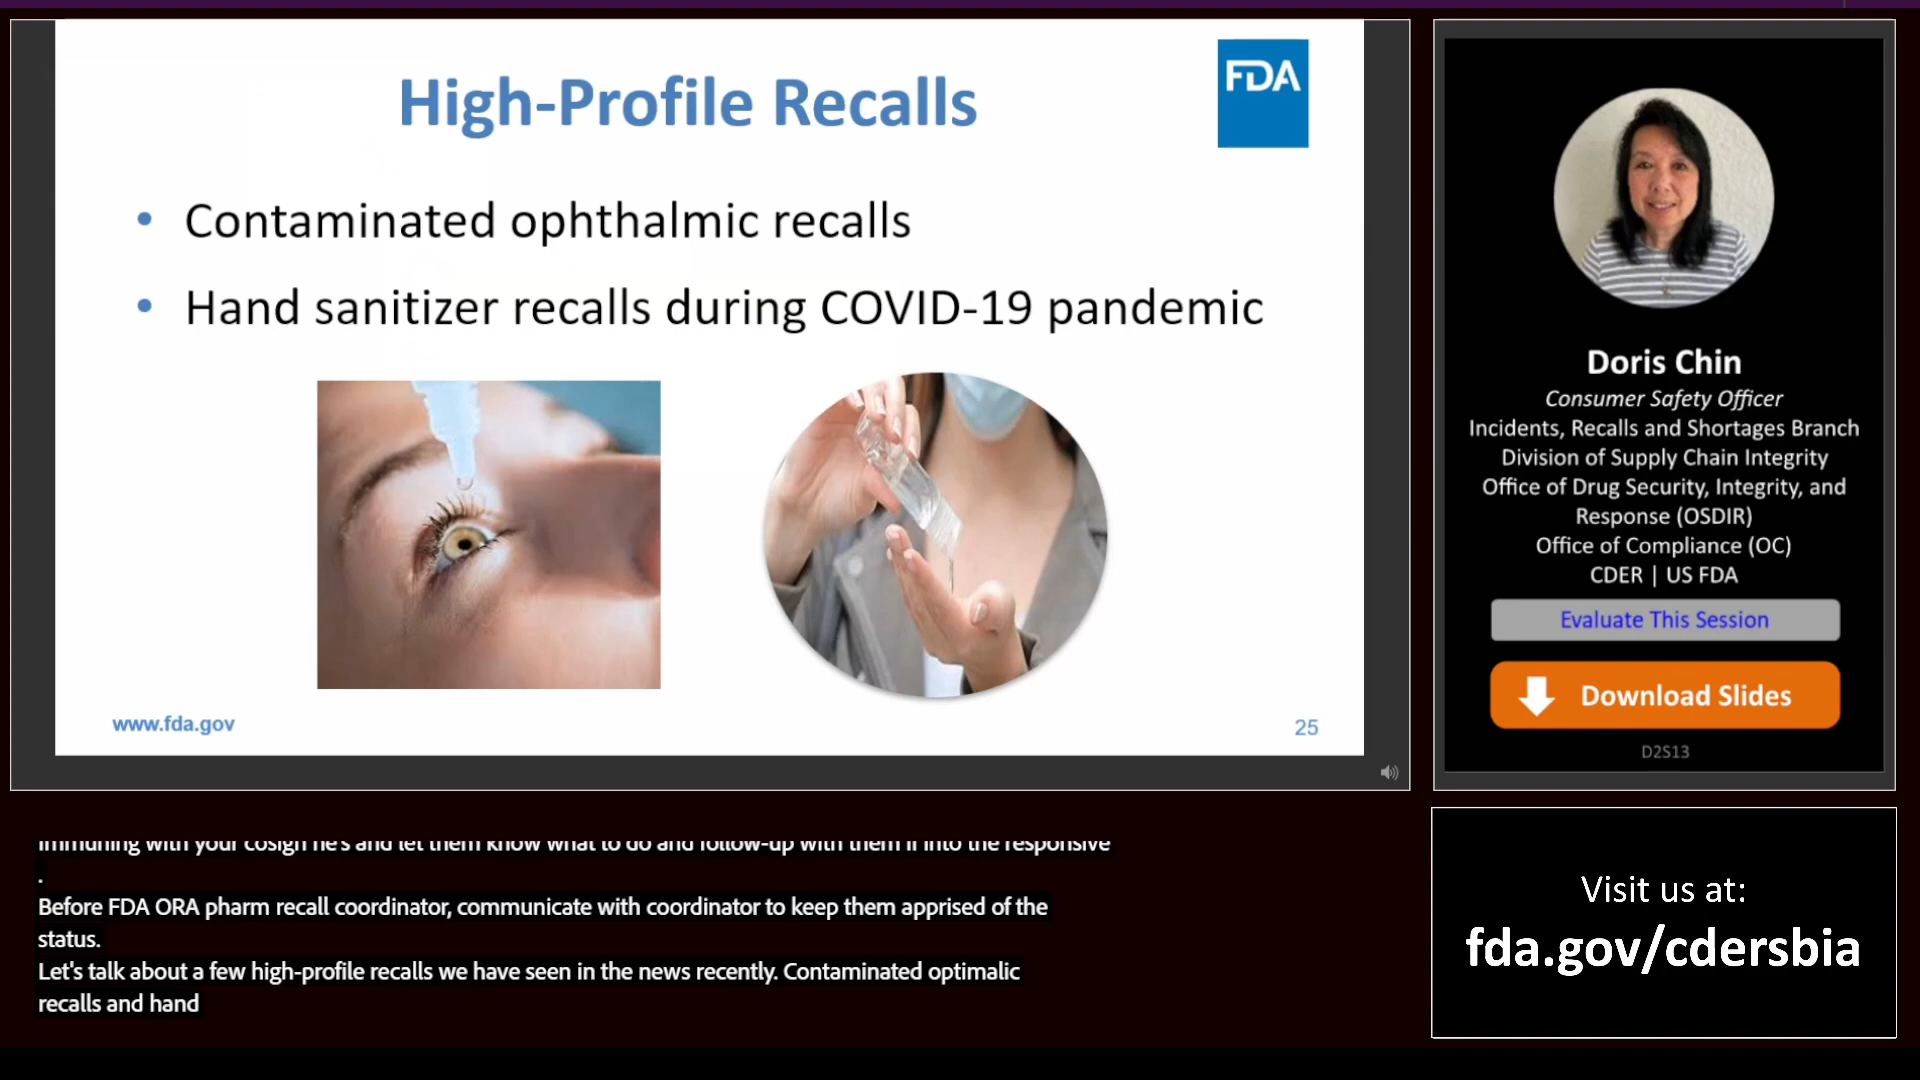 FDA
High-Profile Recalls
• Contaminated ophthalmic recalls
• Hand sanitizer recalls during COVID-19 pandemic
www.fda.gov
25
Doris Chin
Consumer Safety Officer
Incidents, Recalls and Shortages Branch
Division of Supply Chain Integrity
Office of Drug Security, Integrity, and
Response (OSDIR)
Office of Compliance (OC)
CDER | US FDA
Evaluate This Session
Download Slides
D2S13
immuning with your cosign he's and let them know what to do and follow-up with them if into the responsive
.
Before FDA ORA pharm recall coordinator, communicate with coordinator to keep them apprised of the
status.
Let's talk about a few high-profile recalls we have seen in the news recently. Contaminated optimalic
recalls and hand
Visit us at:
fda.gov/cdersbia